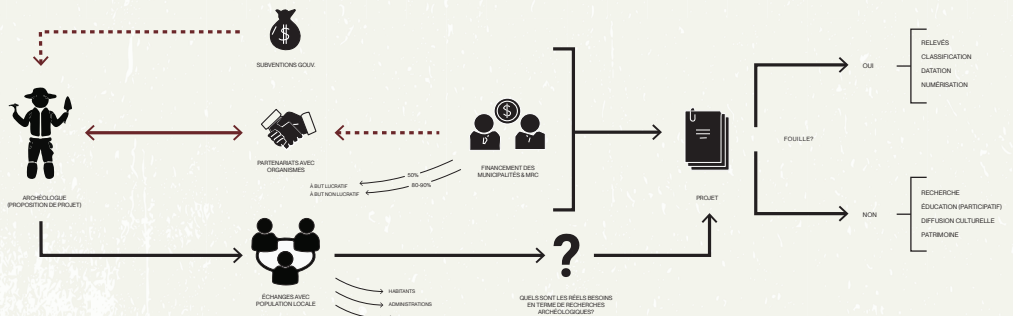 SUBVENTIONS GOUV.
ARCHÉOLOGUE
(PROPOSITION DE PROJET)
PARTENARIATS AVEC
ORGANISMES
FINANCEMENT DES
MUNICIPALITÉS & MRC
50%
80-90%
À BUT LUCRATIF
À BUT NON LUCRATIF
ÉCHANGES AVEC
POPULATION LOCALE
HABITANTS
ADMINISTRATIONS
QUELS SONT LES RÉELS BESOINS
EN TERME DE RECHERCHES
ARCHÉOLOGIQUES?
PROJET
FOUILLE?
OUI
RELEVÉS
CLASSIFICATION
DATATION
NUMÉRISATION
NON
RECHERCHE
ÉDUCATION (PARTICIPATIF)
DIFFUSION CULTURELLE
PATRIMOINE